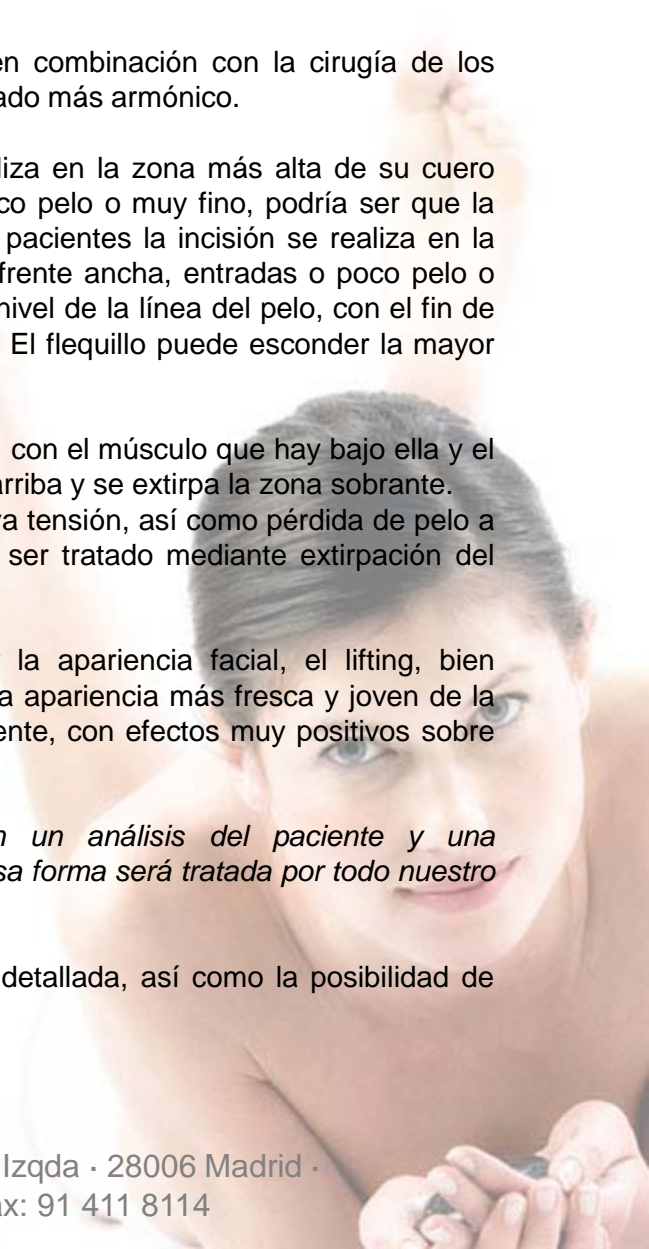 en combinación con la cirugía de los
ado más armónico.
liza en la zona más alta de su cuero
co pelo o muy fino, podría ser que la
pacientes la incisión se realiza en la
frente ancha, entradas o poco pelo o
nivel de la línea del pelo, con el fin de
El flequillo puede esconder la mayor
con el músculo que hay bajo ella y el
arriba y se extirpa la zona sobrante.
va tensión, así como pérdida de pelo a
ser tratado mediante extirpación del
la apariencia facial, el lifting, bien
a apariencia más fresca y joven de la
ente, con efectos muy positivos sobre
n un análisis del paciente y una
sa forma será tratada por todo nuestro
detallada, así como la posibilidad de
Izqda · 28006 Madrid ·
ax: 91 411 8114